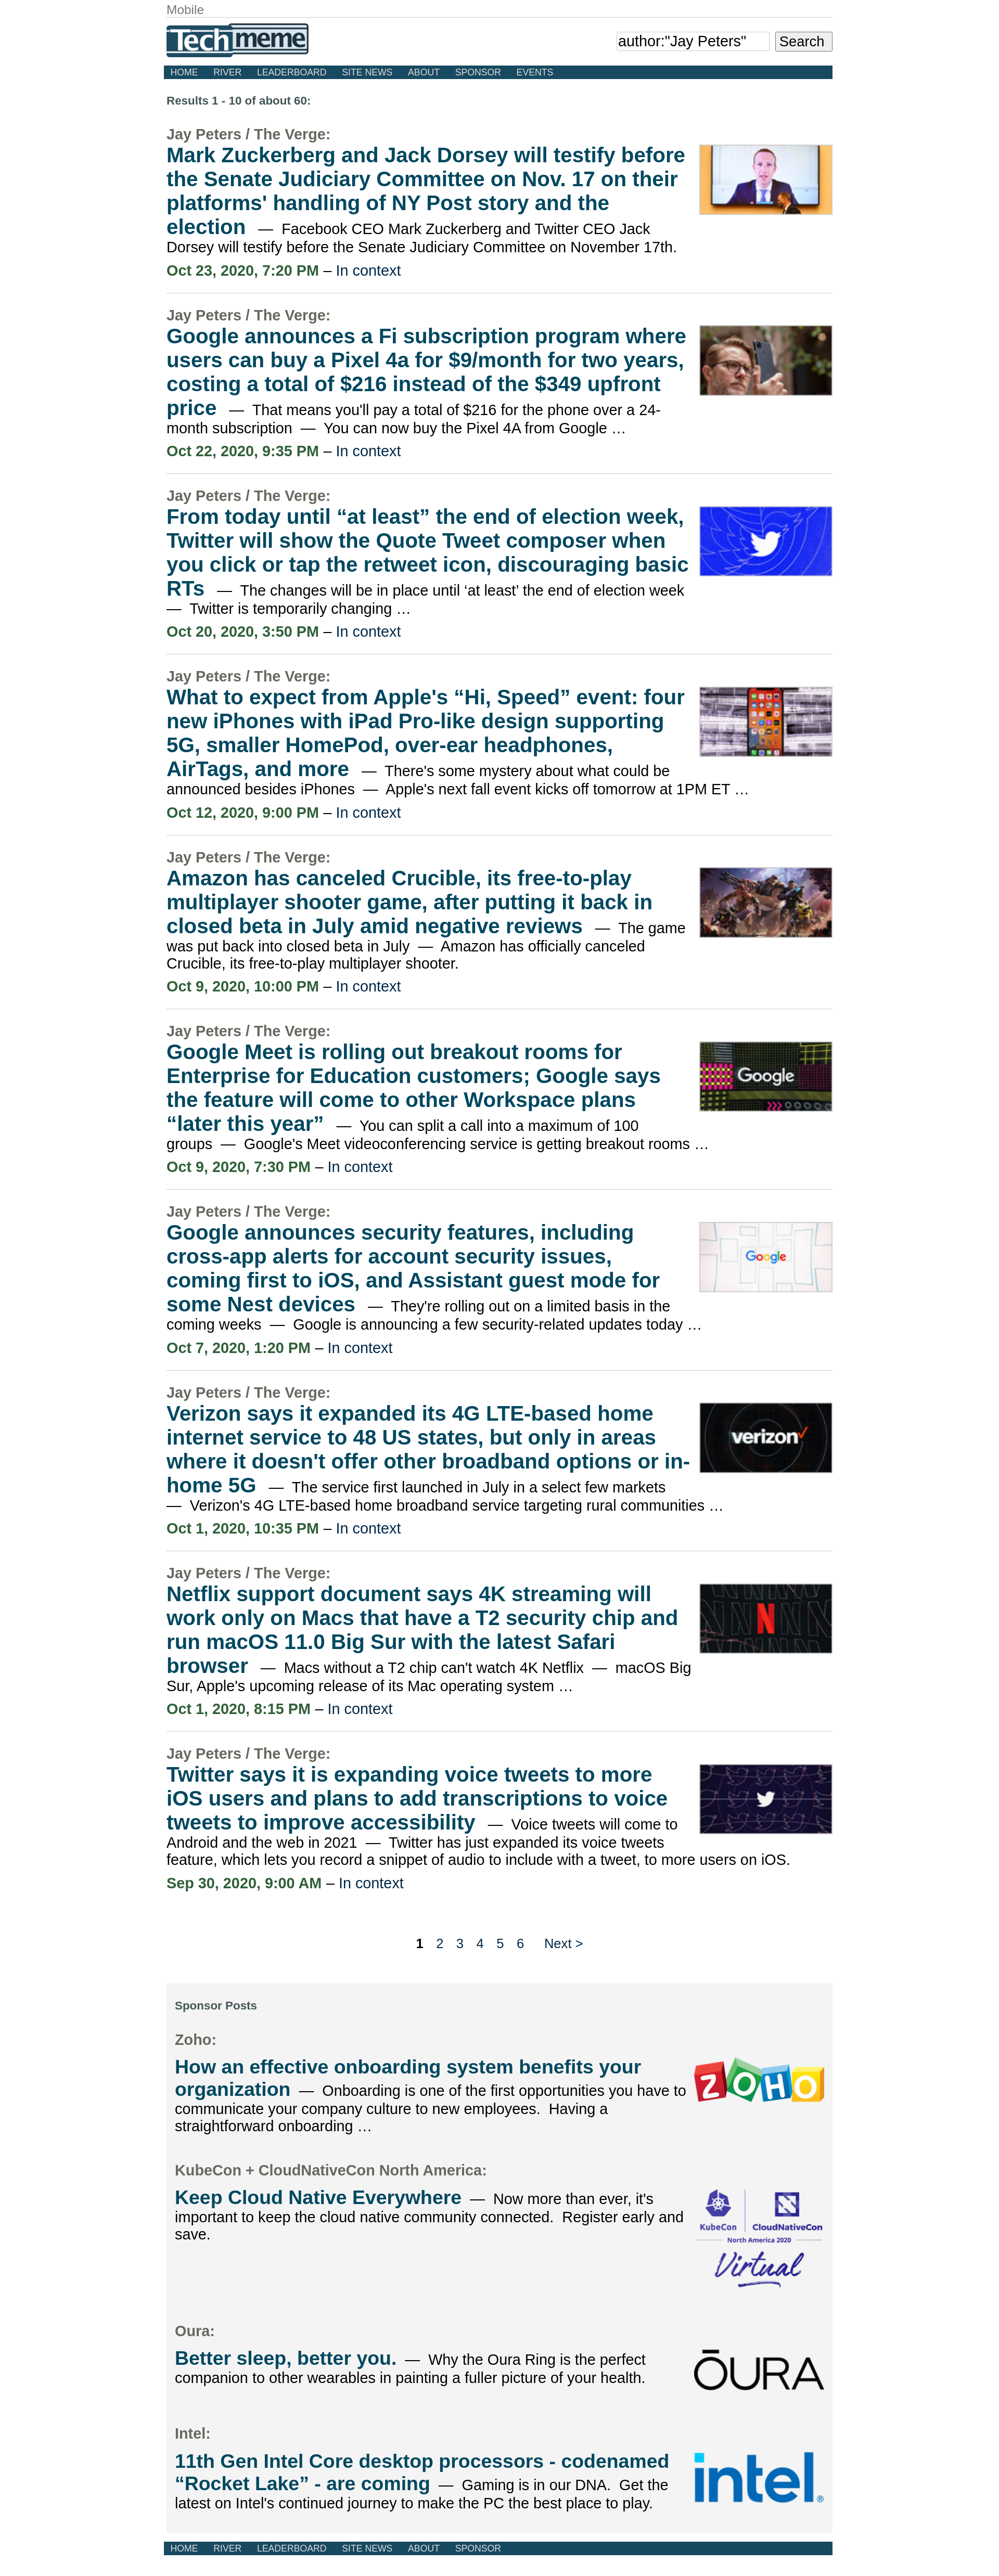 Mobile
Techmeme
author:"Jay Peters"
Search
HOME RIVER LEADERBOARD SITE NEWS ABOUT SPONSOR EVENTS
Results 1 - 10 of about 60:
Jay Peters / The Verge:
Mark Zuckerberg and Jack Dorsey will testify before
the Senate Judiciary Committee on Nov. 17 on their
platforms' handling of NY Post story and the
election — Facebook CEO Mark Zuckerberg and Twitter CEO Jack
Dorsey will testify before the Senate Judiciary Committee on November 17th.
Oct 23, 2020, 7:20 PM – In context
Jay Peters / The Verge:
Google announces a Fi subscription program where
users can buy a Pixel 4a for $9/month for two years,
costing a total of $216 instead of the $349 upfront
price — That means you'll pay a total of $216 for the phone over a 24-
month subscription — You can now buy the Pixel 4A from Google …
Oct 22, 2020, 9:35 PM – In context
Jay Peters / The Verge:
From today until “at least” the end of election week,
Twitter will show the Quote Tweet composer when
you click or tap the retweet icon, discouraging basic
RTs — The changes will be in place until ‘at least’ the end of election week
— Twitter is temporarily changing …
Oct 20, 2020, 3:50 PM – In context
Jay Peters / The Verge:
What to expect from Apple's “Hi, Speed” event: four
new iPhones with iPad Pro-like design supporting
5G, smaller HomePod, over-ear headphones,
AirTags, and more — There's some mystery about what could be
announced besides iPhones — Apple's next fall event kicks off tomorrow at 1PM ET …
Oct 12, 2020, 9:00 PM – In context
Jay Peters / The Verge:
Amazon has canceled Crucible, its free-to-play
multiplayer shooter game, after putting it back in
closed beta in July amid negative reviews — The game
was put back into closed beta in July — Amazon has officially canceled
Crucible, its free-to-play multiplayer shooter.
Oct 9, 2020, 10:00 PM – In context
Jay Peters / The Verge:
Google Meet is rolling out breakout rooms for
Enterprise for Education customers; Google says
the feature will come to other Workspace plans
“later this year” — You can split a call into a maximum of 100
groups — Google's Meet videoconferencing service is getting breakout rooms …
Google
Oct 9, 2020, 7:30 PM – In context
Jay Peters / The Verge:
Google announces security features, including
cross-app alerts for account security issues,
coming first to iOS, and Assistant guest mode for
some Nest devices — They're rolling out on a limited basis in the
coming weeks — Google is announcing a few security-related updates today …
Google
Oct 7, 2020, 1:20 PM – In context
Jay Peters / The Verge:
Verizon says it expanded its 4G LTE-based home
internet service to 48 US states, but only in areas
where it doesn't offer other broadband options or in-
home 5G — The service first launched in July in a select few markets
— Verizon's 4G LTE-based home broadband service targeting rural communities …
verizon
Oct 1, 2020, 10:35 PM – In context
Jay Peters / The Verge:
Netflix support document says 4K streaming will
work only on Macs that have a T2 security chip and
run macOS 11.0 Big Sur with the latest Safari
browser — Macs without a T2 chip can't watch 4K Netflix — macOS Big
Sur, Apple's upcoming release of its Mac operating system …
N
Oct 1, 2020, 8:15 PM – In context
Jay Peters / The Verge:
Twitter says it is expanding voice tweets to more
iOS users and plans to add transcriptions to voice
tweets to improve accessibility — Voice tweets will come to
Android and the web in 2021 — Twitter has just expanded its voice tweets
feature, which lets you record a snippet of audio to include with a tweet, to more users on iOS.
Sep 30, 2020, 9:00 AM – In context
1 2 3 4 5 6 Next >
Sponsor Posts
Zoho:
How an effective onboarding system benefits your
organization — Onboarding is one of the first opportunities you have to
communicate your company culture to new employees. Having a
straightforward onboarding …
ZOHO
KubeCon + CloudNativeCon North America:
Keep Cloud Native Everywhere — Now more than ever, it's
important to keep the cloud native community connected. Register early and
save.
KubeCon CloudNativeCon
North America 2020
Virtual
Oura:
Better sleep, better you. — Why the Oura Ring is the perfect
companion to other wearables in painting a fuller picture of your health.
ŌURA
Intel:
11th Gen Intel Core desktop processors - codenamed
“Rocket Lake” - are coming — Gaming is in our DNA. Get the
latest on Intel's continued journey to make the PC the best place to play.
intel®
HOME RIVER LEADERBOARD SITE NEWS ABOUT SPONSOR